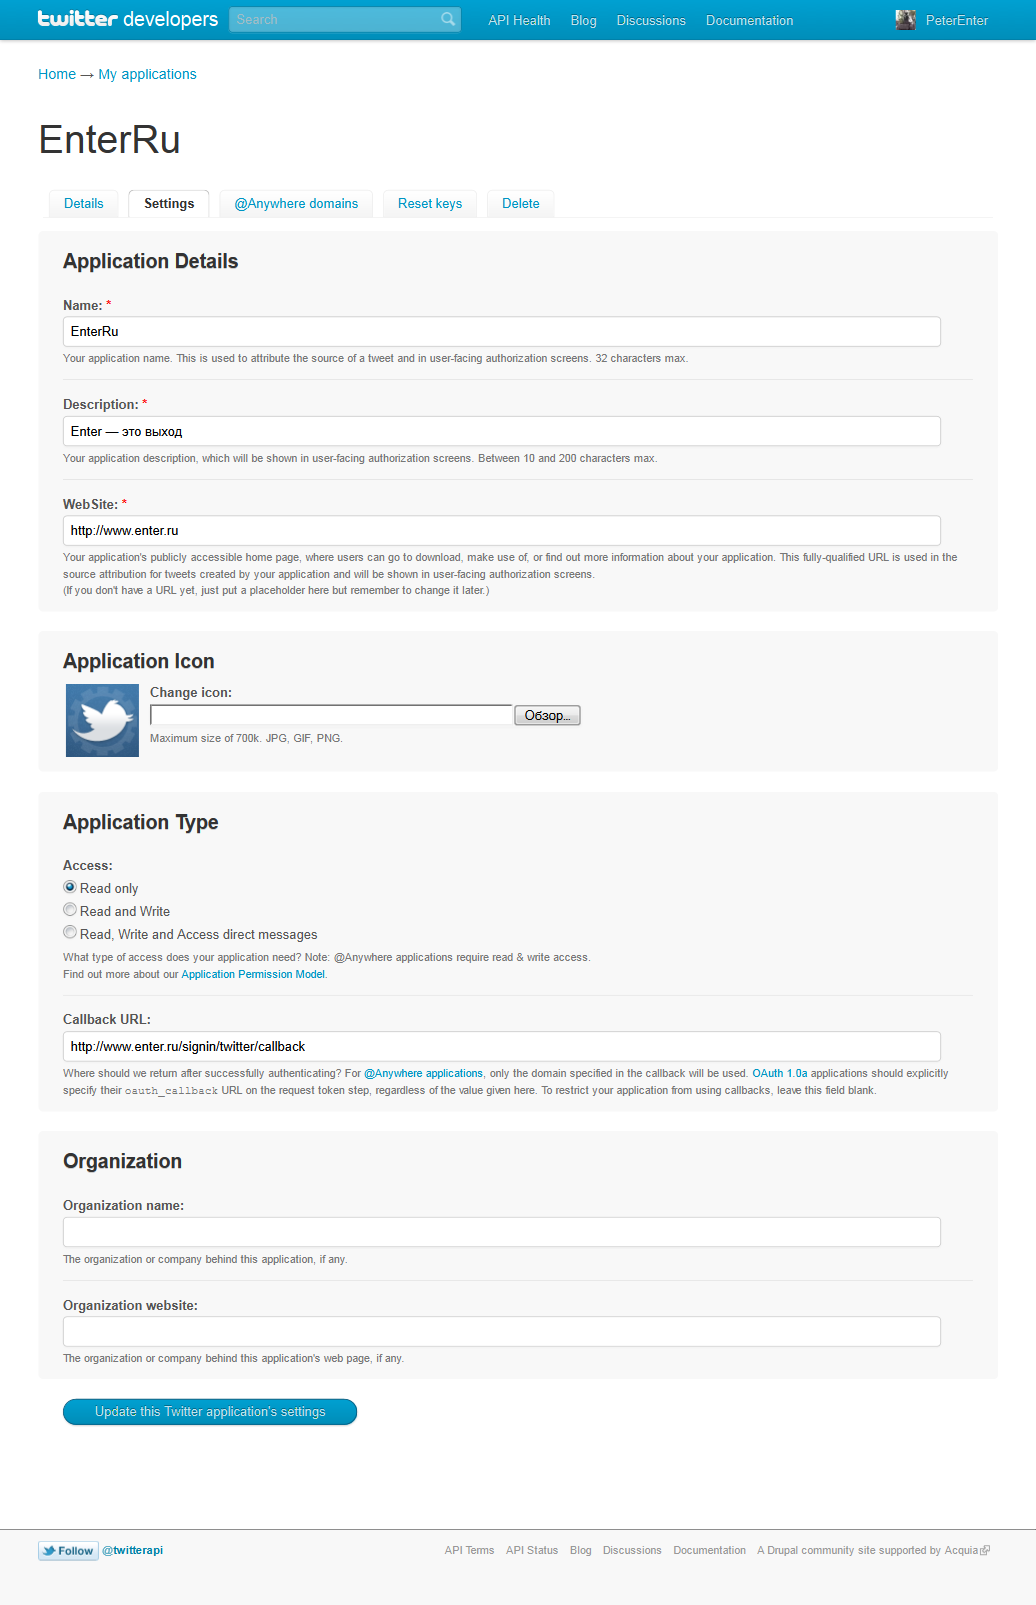 twitter developers Search API Health Blog Discussions Documentation PeterEnter
Home → My applications
EnterRu
Details Settings @Anywhere domains Reset keys Delete
Application Details
Name: *
EnterRu
Your application name. This is used to attribute the source of a tweet and in user-facing authorization screens. 32 characters max.
Description: *
Enter — это выход
Your application description, which will be shown in user-facing authorization screens. Between 10 and 200 characters max.
WebSite: *
http://www.enter.ru
Your application's publicly accessible home page, where users can go to download, make use of, or find out more information about your application. This fully-qualified URL is used in the
source attribution for tweets created by your application and will be shown in user-facing authorization screens.
(If you don't have a URL yet, just put a placeholder here but remember to change it later.)
Application Icon
Change icon:
Обзор...
Maximum size of 700k. JPG, GIF, PNG.
Application Type
Access:
Read only
Read and Write
Read, Write and Access direct messages
What type of access does your application need? Note: @Anywhere applications require read & write access.
Find out more about our Application Permission Model.
Callback URL:
http://www.enter.ru/signin/twitter/callback
Where should we return after successfully authenticating? For @Anywhere applications, only the domain specified in the callback will be used. OAuth 1.0a applications should explicitly
specify their oauth_callback URL on the request token step, regardless of the value given here. To restrict your application from using callbacks, leave this field blank.
Organization
Organization name:
The organization or company behind this application, if any.
Organization website:
The organization or company behind this application's web page, if any.
Update this Twitter application's settings
Follow @twitterapi API Terms API Status Blog Discussions Documentation A Drupal community site supported by Acquia